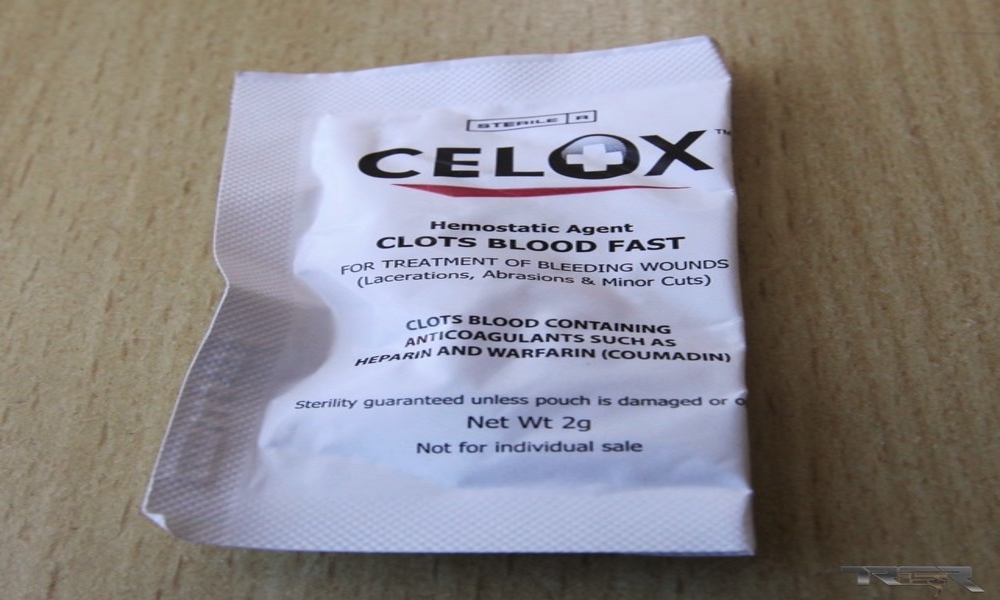 STERILE R
CELOX™
Hemostatic Agent
CLOTS BLOOD FAST
FOR TREATMENT OF BLEEDING WOUNDS
(Lacerations, Abrasions & Minor Cuts)
CLOTS BLOOD CONTAINING
ANTICOAGULANTS SUCH AS
HEPARIN AND WARFARIN (COUMADIN)
Sterility guaranteed unless pouch is damaged or o
Net Wt 2g
Not for individual sale